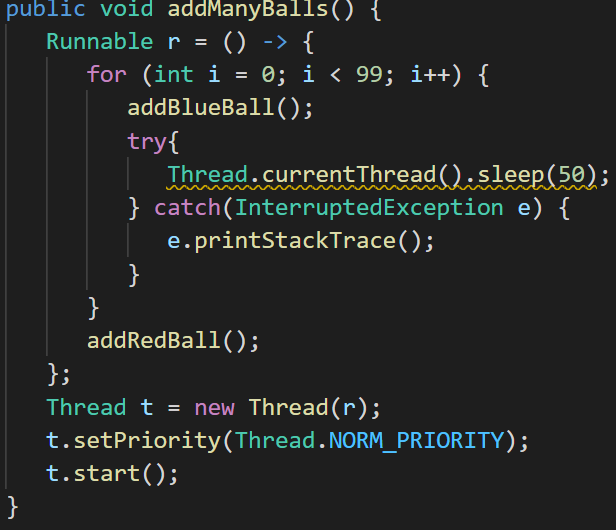 public void addManyBalls() {
Runnable r = () -> {
for (int i = 0; i < 99; i++) {
addBlueBall();
try{
Thread.currentThread().sleep(50);
} catch(InterruptedException e) {
e.printStackTrace();
}
}
addRedBall();
};
Thread t = new Thread(r);
t.setPriority(Thread.NORM_PRIORITY);
t.start();
}